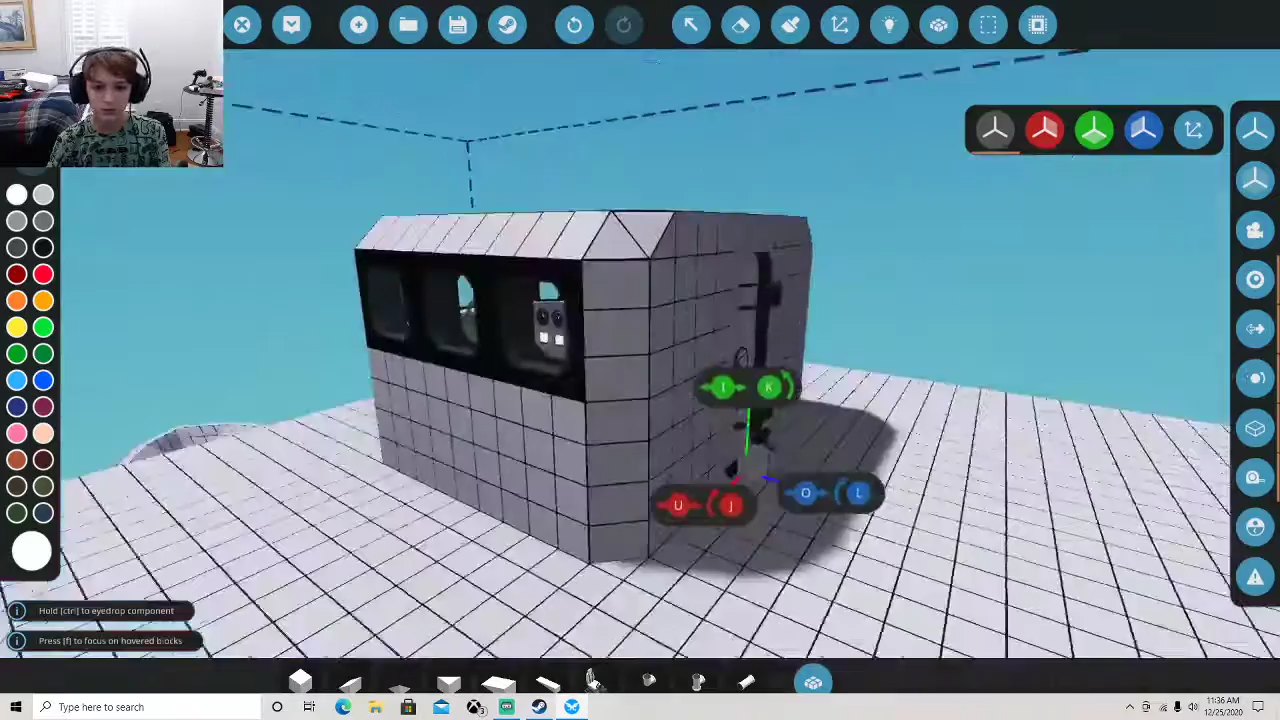 I K
U J
O L
Hold [ctrl] to eyedrop component
Press [f] to focus on hovered blocks
Type here to search
11:36 AM
12/25/2020